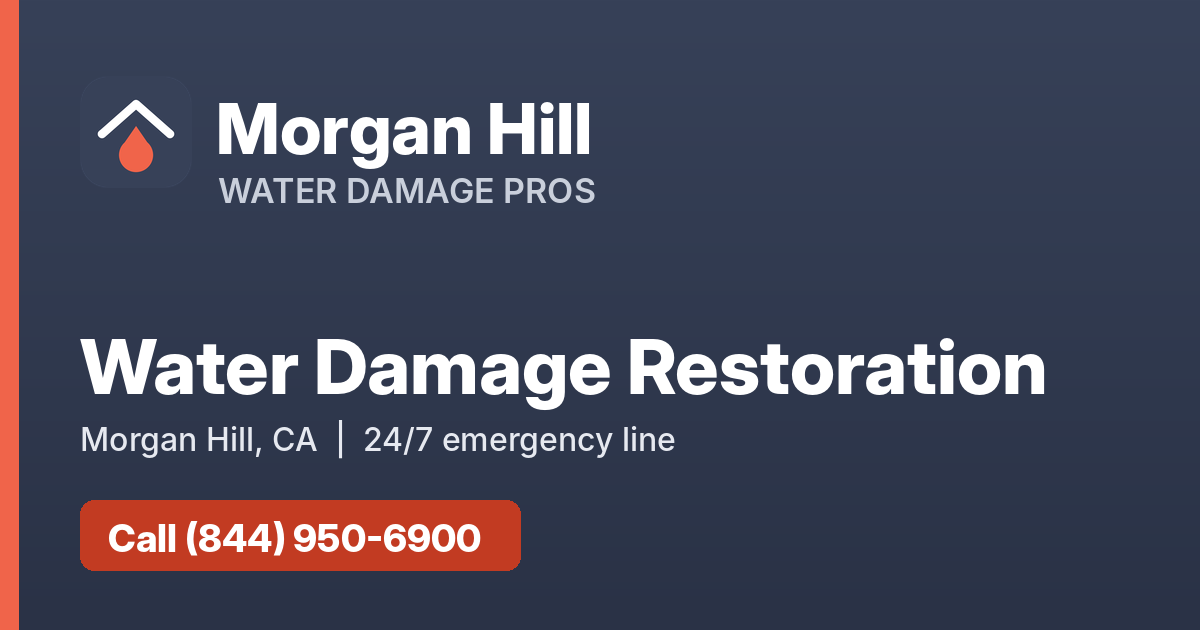 Morgan Hill
WATER DAMAGE PROS
Water Damage Restoration
Morgan Hill, CA | 24/7 emergency line
Call (844) 950-6900